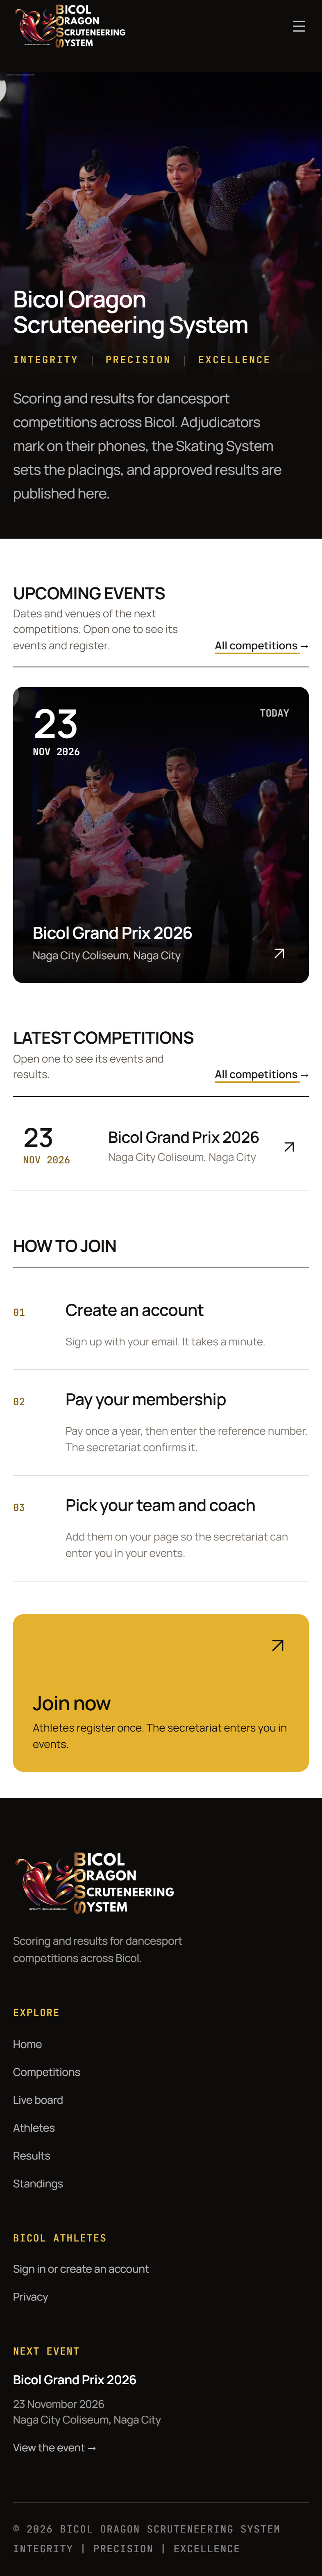 BICOL
ORAGON
SCRUTENEERING
SYSTEM
Bicol Oragon
Scruteneering System
INTEGRITY | PRECISION | EXCELLENCE
Scoring and results for dancesport
competitions across Bicol. Adjudicators
mark on their phones, the Skating System
sets the placings, and approved results are
published here.
UPCOMING EVENTS
Dates and venues of the next
competitions. Open one to see its
events and register.
All competitions →
23
NOV 2026
TODAY
Bicol Grand Prix 2026
Naga City Coliseum, Naga City
LATEST COMPETITIONS
Open one to see its events and
results.
All competitions →
23
NOV 2026
Bicol Grand Prix 2026
Naga City Coliseum, Naga City
HOW TO JOIN
01
Create an account
Sign up with your email. It takes a minute.
02
Pay your membership
Pay once a year, then enter the reference number.
The secretariat confirms it.
03
Pick your team and coach
Add them on your page so the secretariat can
enter you in your events.
Join now
Athletes register once. The secretariat enters you in
events.
BICOL
ORAGON
SCRUTENEERING
SYSTEM
Scoring and results for dancesport
competitions across Bicol.
EXPLORE
Home
Competitions
Live board
Athletes
Results
Standings
BICOL ATHLETES
Sign in or create an account
Privacy
NEXT EVENT
Bicol Grand Prix 2026
23 November 2026
Naga City Coliseum, Naga City
View the event →
© 2026 BICOL ORAGON SCRUTENEERING SYSTEM
INTEGRITY | PRECISION | EXCELLENCE